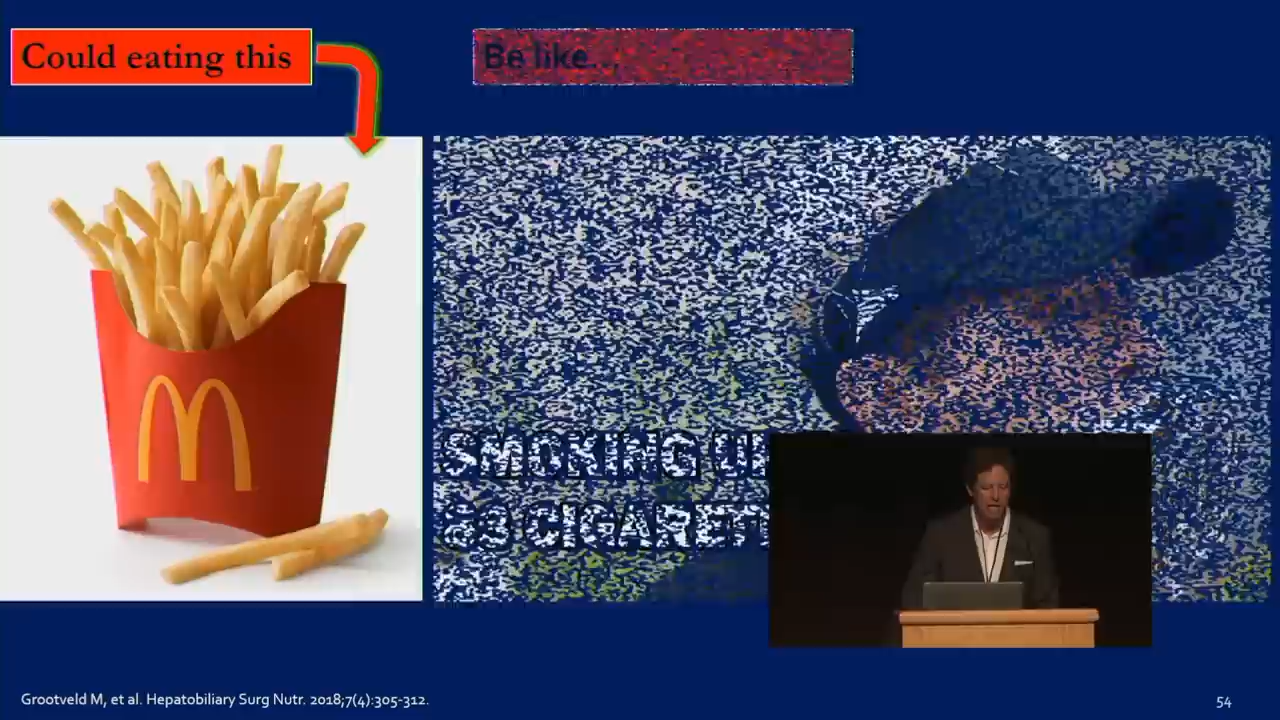 Could eating this
Be like...
SMOKING
CIGARET
Grootveld M, et al. Hepatobiliary Surg Nutr. 2018;7(4):305-312.
54